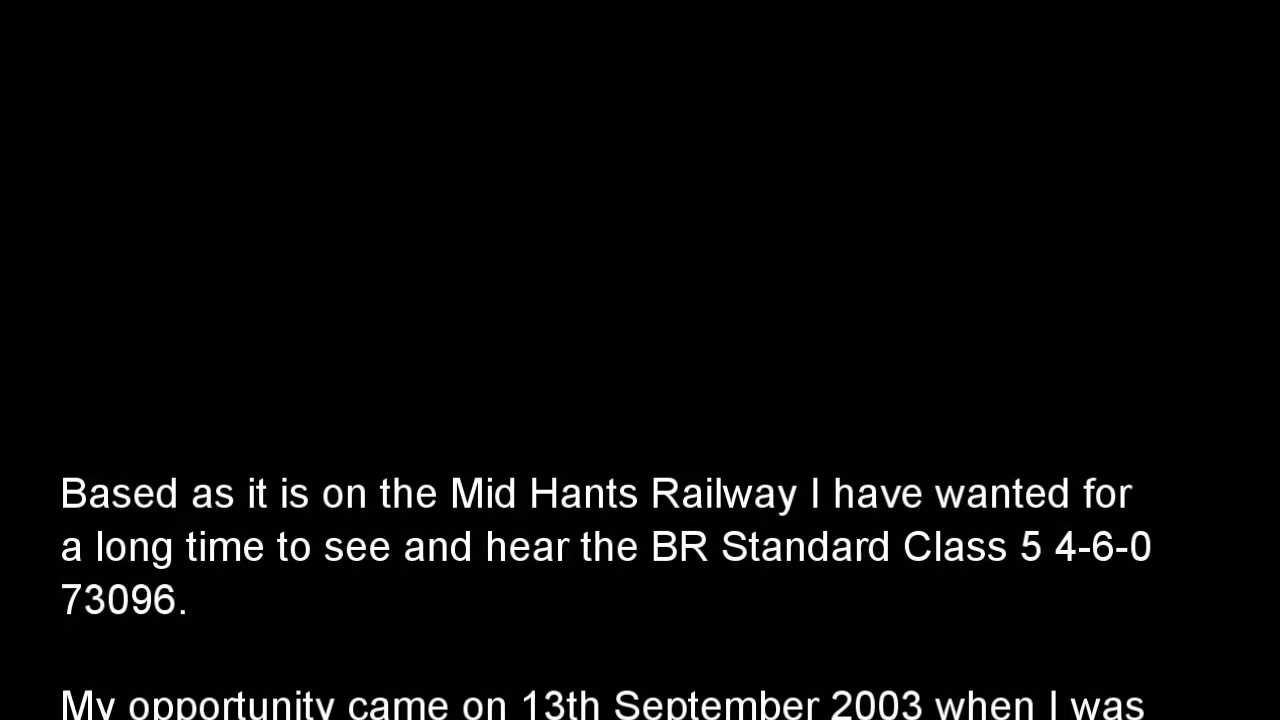 Based as it is on the Mid Hants Railway I have wanted for
a long time to see and hear the BR Standard Class 5 4-6-0
73096.
My opportunity came on 13th September 2003 when I was